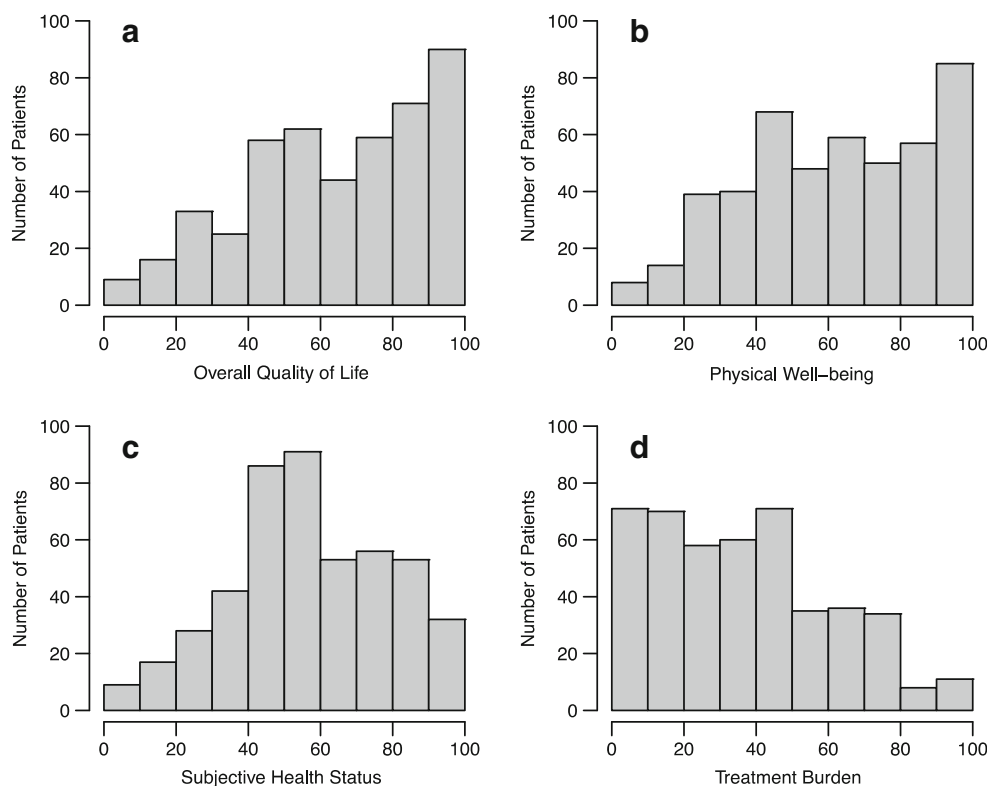 a
100
80
60
40
20
0
Number of Patients
0 20 40 60 80 100
Overall Quality of Life
b
100
80
60
40
20
0
Number of Patients
0 20 40 60 80 100
Physical Well–being
c
100
80
60
40
20
0
Number of Patients
0 20 40 60 80 100
Subjective Health Status
d
100
80
60
40
20
0
Number of Patients
0 20 40 60 80 100
Treatment Burden